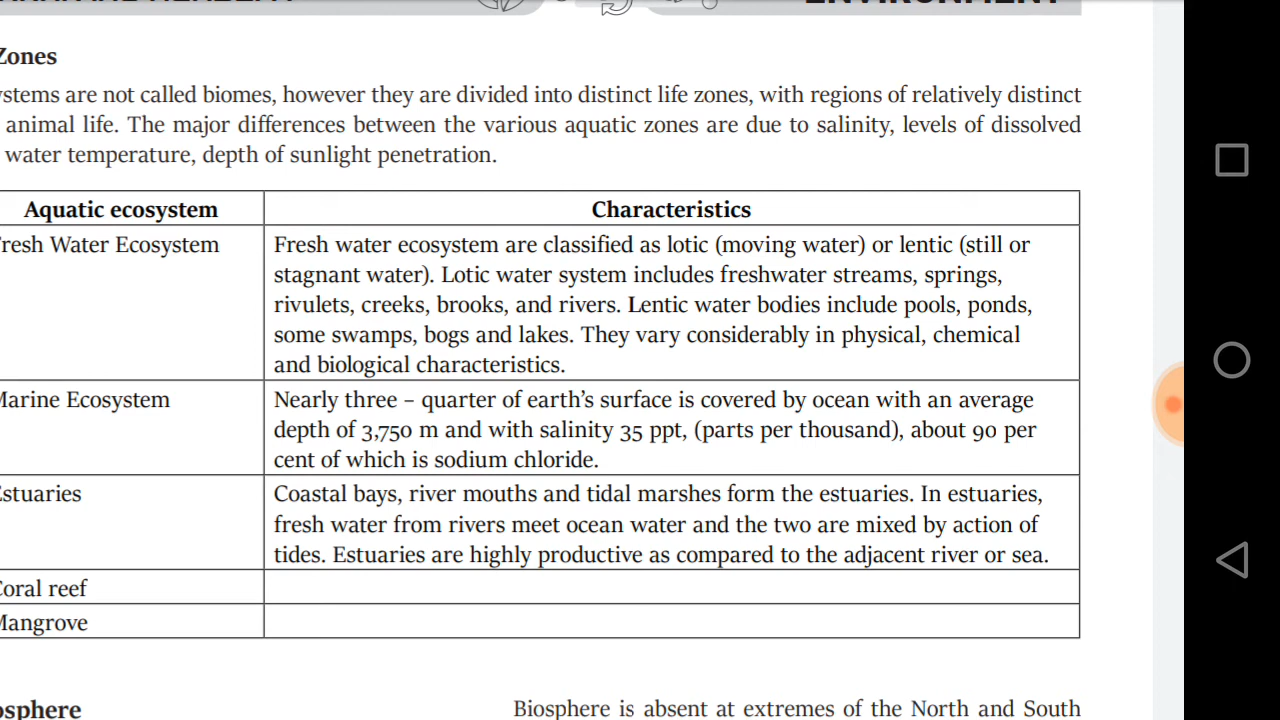 ENVIRONMENT
Zones
ystems are not called biomes, however they are divided into distinct life zones, with regions of relatively distinct
animal life. The major differences between the various aquatic zones are due to salinity, levels of dissolved
water temperature, depth of sunlight penetration.
Aquatic ecosystem Characteristics
resh Water Ecosystem
Fresh water ecosystem are classified as lotic (moving water) or lentic (still or
stagnant water). Lotic water system includes freshwater streams, springs,
rivulets, creeks, brooks, and rivers. Lentic water bodies include pools, ponds,
some swamps, bogs and lakes. They vary considerably in physical, chemical
and biological characteristics.
Marine Ecosystem
Nearly three – quarter of earth's surface is covered by ocean with an average
depth of 3,750 m and with salinity 35 ppt, (parts per thousand), about 90 per
cent of which is sodium chloride.
Estuaries
Coastal bays, river mouths and tidal marshes form the estuaries. In estuaries,
fresh water from rivers meet ocean water and the two are mixed by action of
tides. Estuaries are highly productive as compared to the adjacent river or sea.
Coral reef
Mangrove
osphere
Biosphere is absent at extremes of the North and South